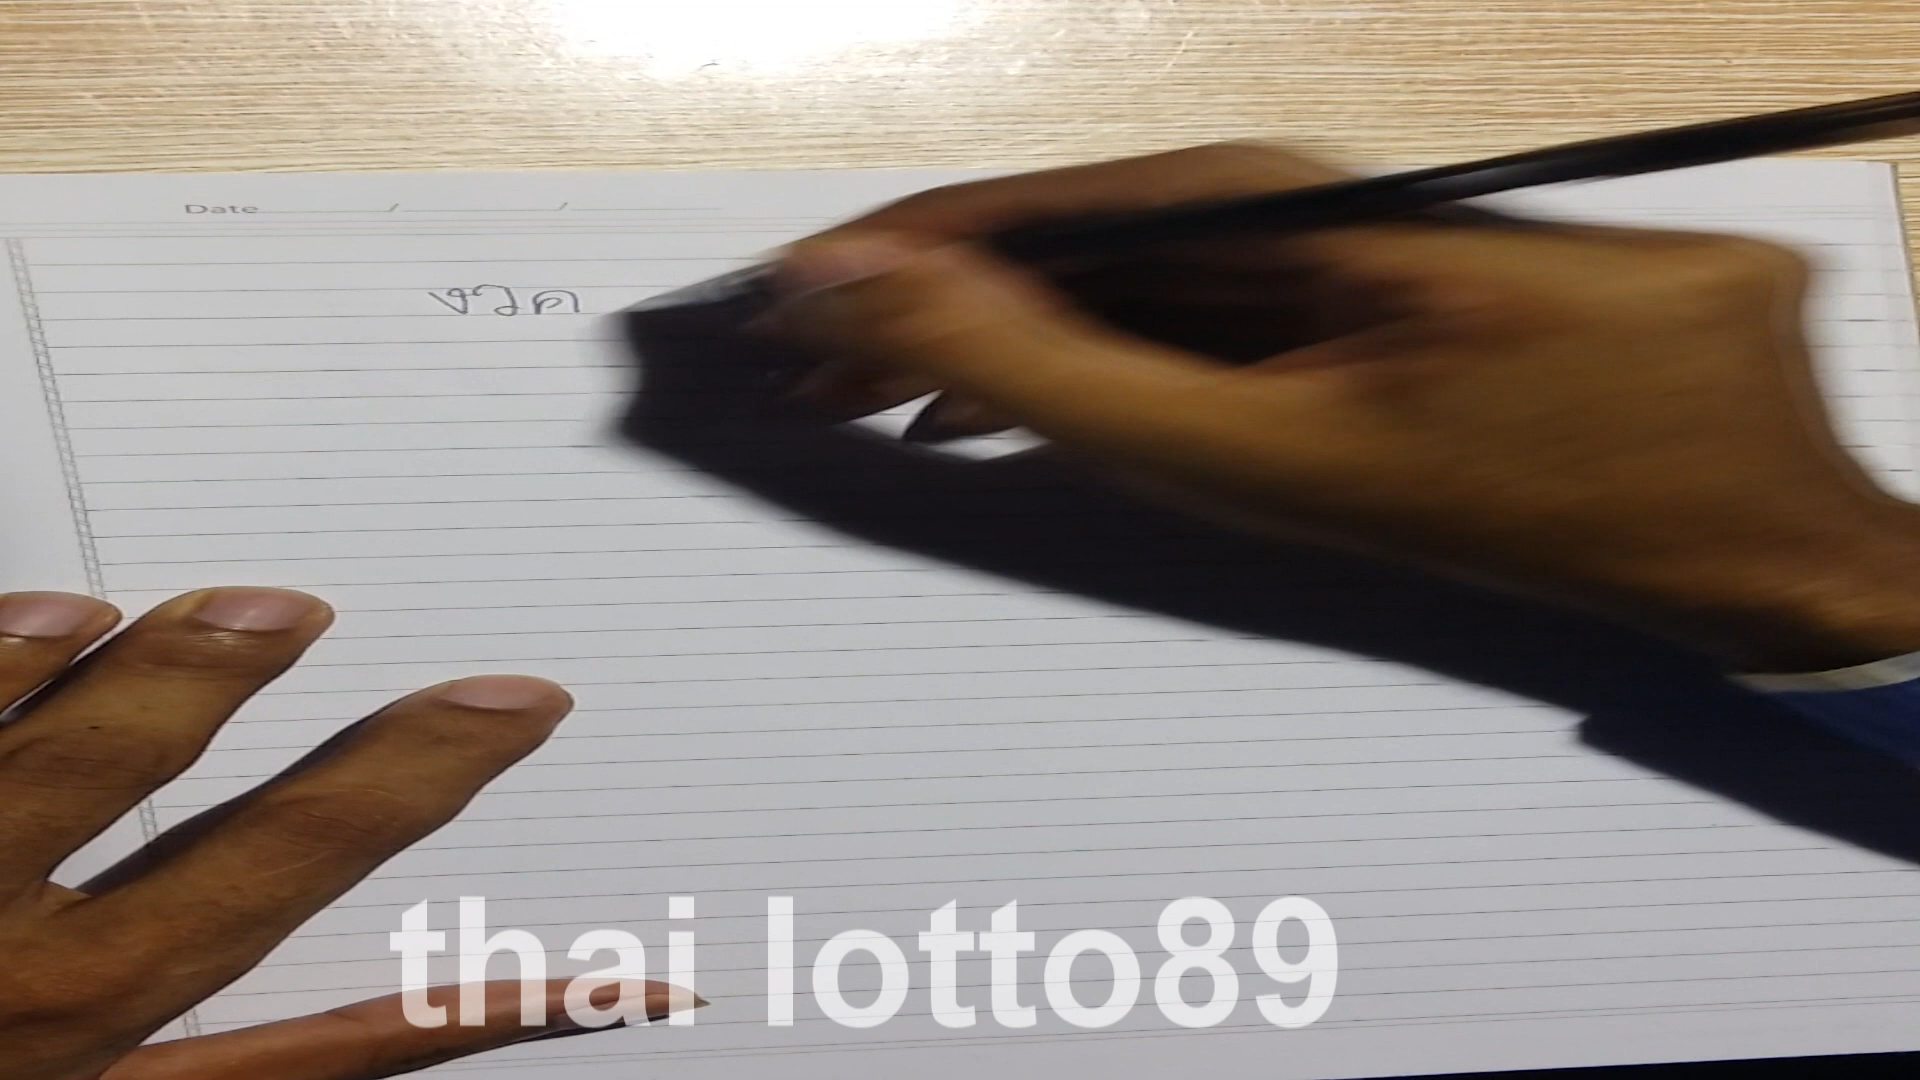 Date / /
งวด
thai lotto89